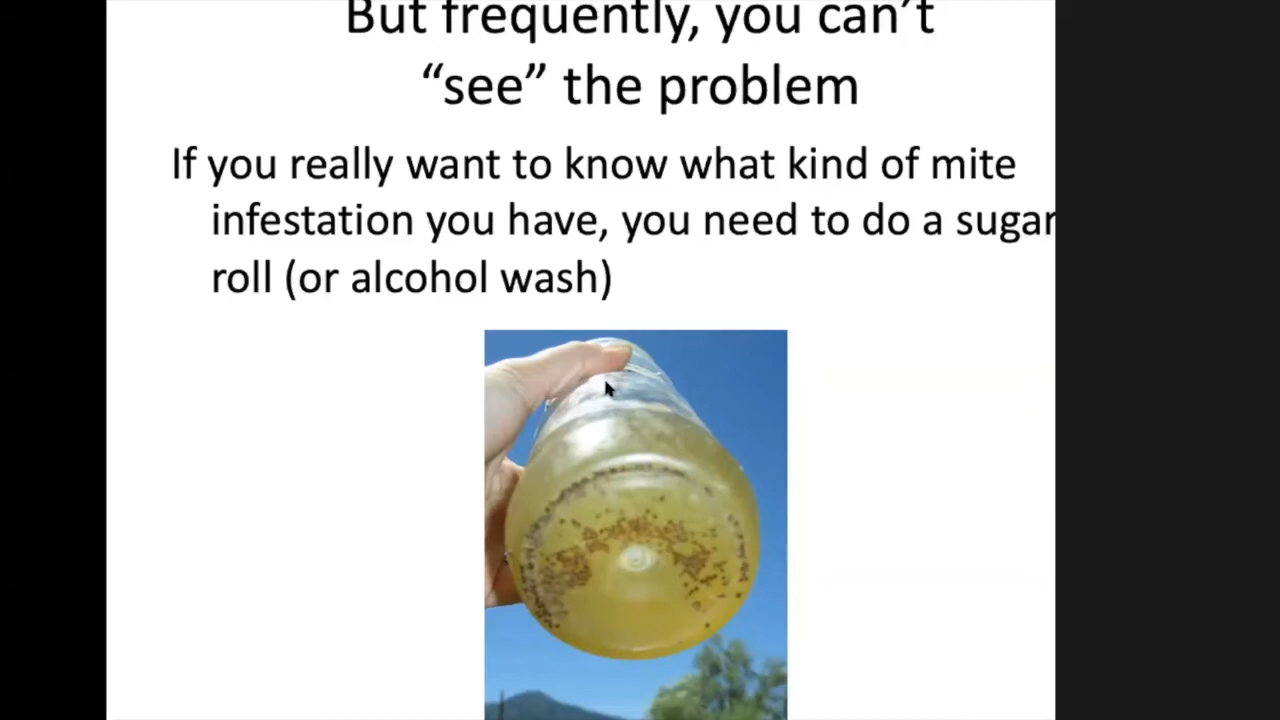 But frequently, you can’t
“see” the problem
If you really want to know what kind of mite
infestation you have, you need to do a sugar
roll (or alcohol wash)